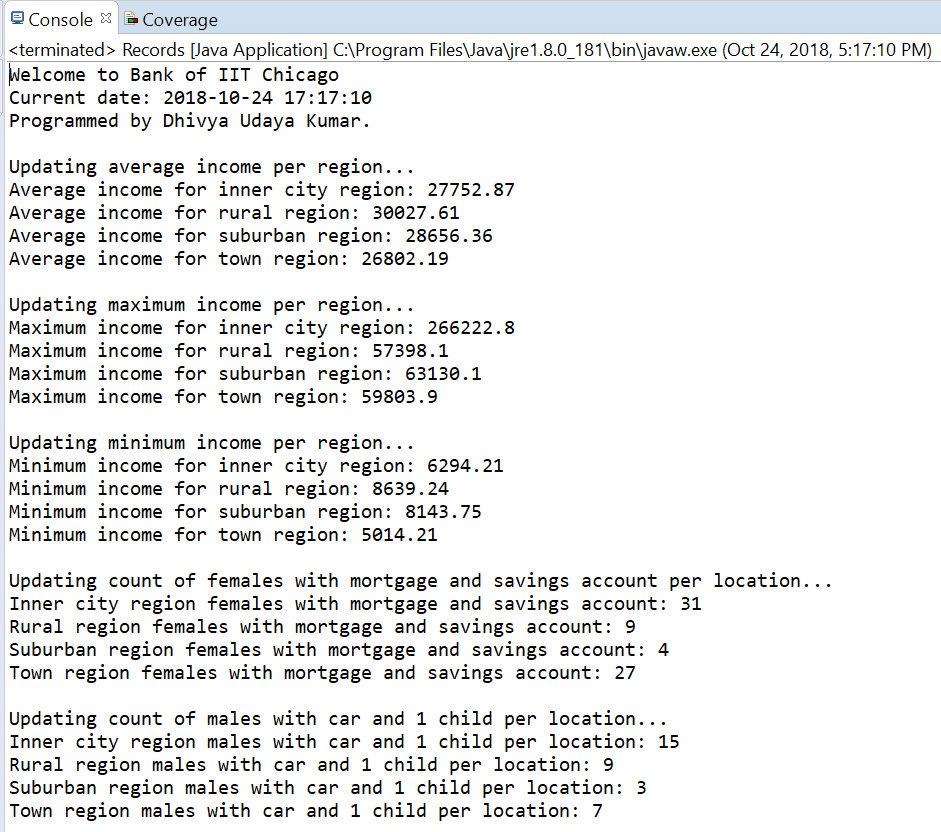 Console Coverage
<terminated> Records [Java Application] C:\Program Files\Java\jre1.8.0_181\bin\javaw.exe (Oct 24, 2018, 5:17:10 PM)
Welcome to Bank of IIT Chicago
Current date: 2018-10-24 17:17:10
Programmed by Dhivya Udaya Kumar.
Updating average income per region...
Average income for inner city region: 27752.87
Average income for rural region: 30027.61
Average income for suburban region: 28656.36
Average income for town region: 26802.19
Updating maximum income per region...
Maximum income for inner city region: 266222.8
Maximum income for rural region: 57398.1
Maximum income for suburban region: 63130.1
Maximum income for town region: 59803.9
Updating minimum income per region...
Minimum income for inner city region: 6294.21
Minimum income for rural region: 8639.24
Minimum income for suburban region: 8143.75
Minimum income for town region: 5014.21
Updating count of females with mortgage and savings account per location...
Inner city region females with mortgage and savings account: 31
Rural region females with mortgage and savings account: 9
Suburban region females with mortgage and savings account: 4
Town region females with mortgage and savings account: 27
Updating count of males with car and 1 child per location...
Inner city region males with car and 1 child per location: 15
Rural region males with car and 1 child per location: 9
Suburban region males with car and 1 child per location: 3
Town region males with car and 1 child per location: 7